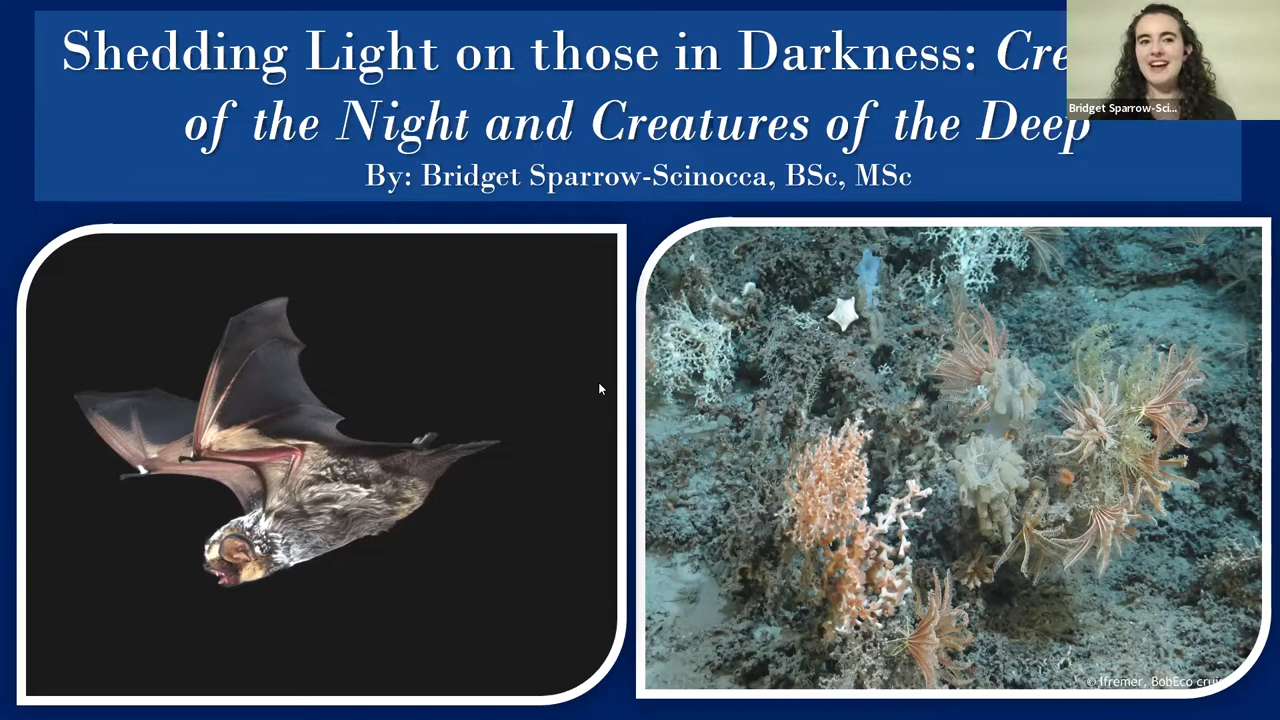 Shedding Light on those in Darkness: Cre
of the Night and Creatures of the Deep
By: Bridget Sparrow-Scinocca, BSc, MSc
Bridget Sparrow-Sci...
© Ifremer, BobEco crui